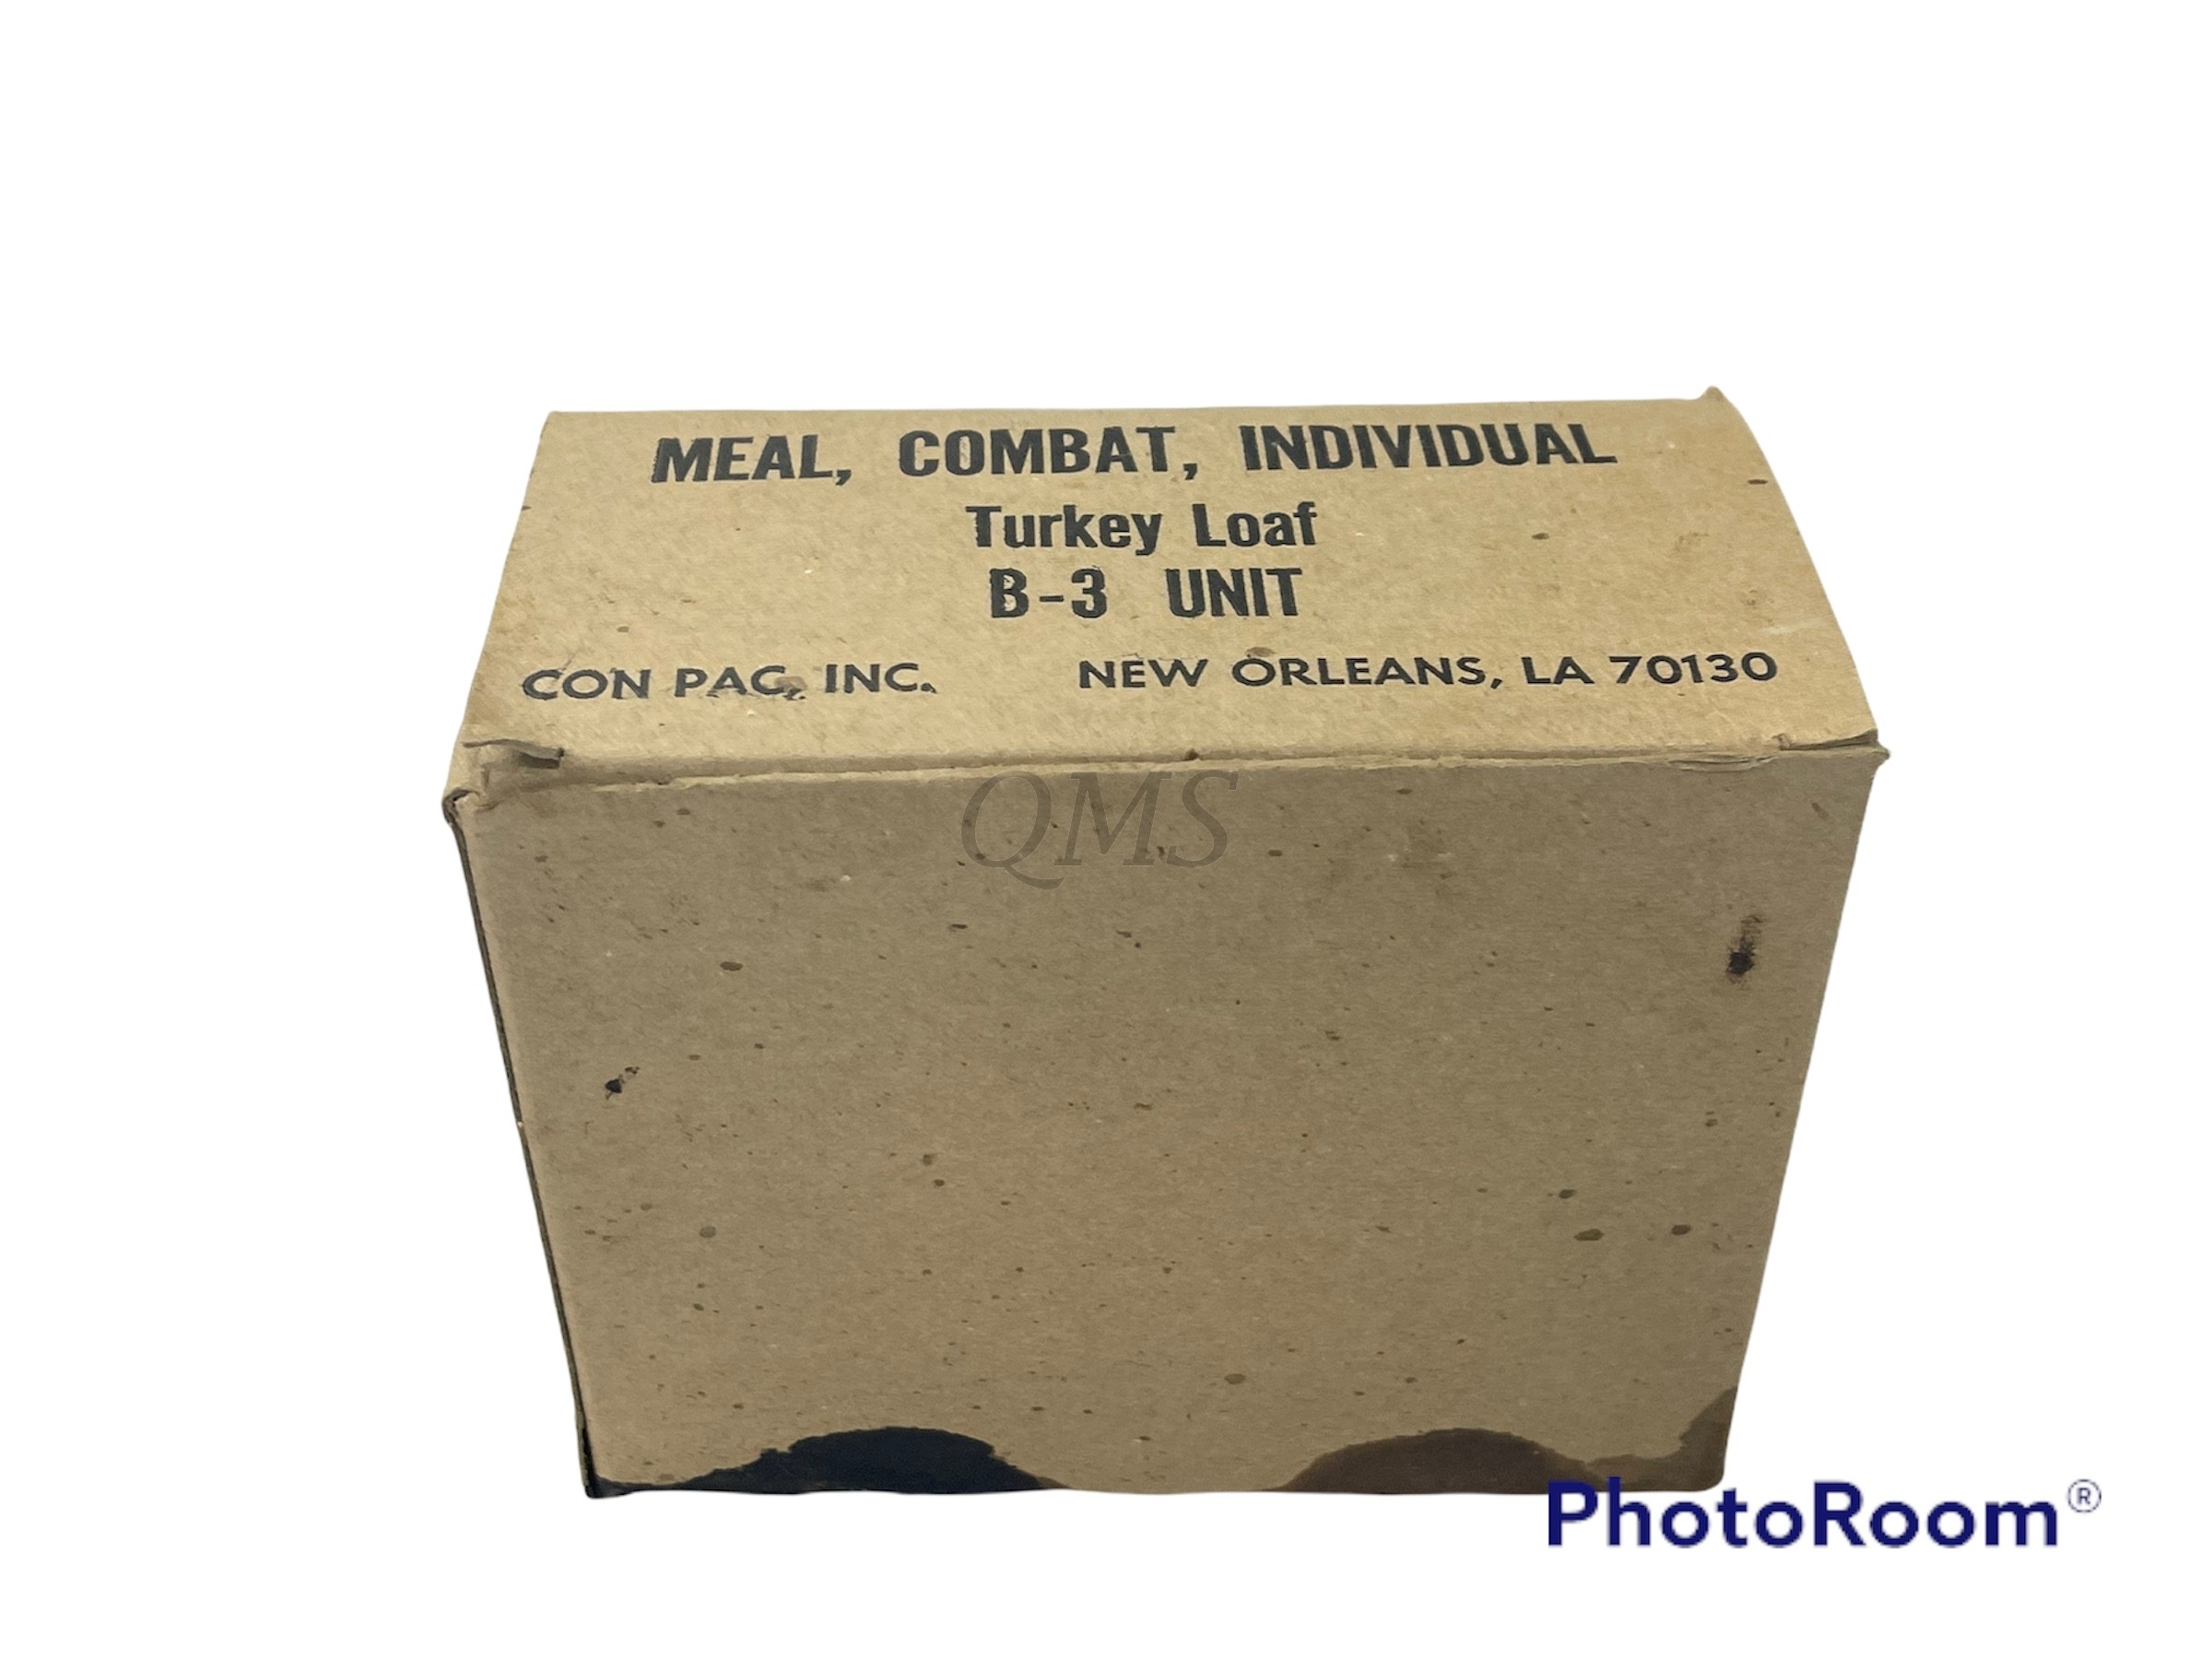 MEAL, COMBAT, INDIVIDUAL
Turkey Loaf
B-3 UNIT
CON PAC, INC. NEW ORLEANS, LA 70130
QMS
PhotoRoom®